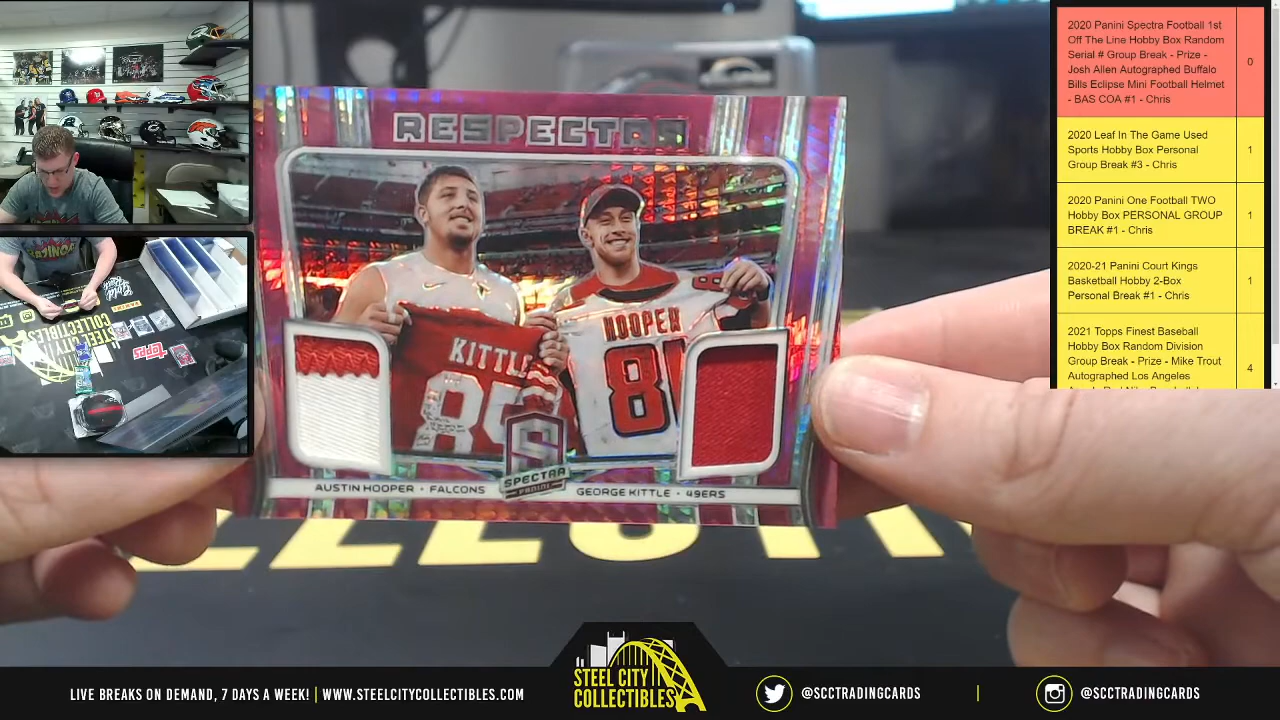 RESPECTRA
KITTLE
85
HOOPER
81
SPECTRA
PANINI
AUSTIN HOOPER • FALCONS
GEORGE KITTLE • 49ERS
2020 Panini Spectra Football 1st
Off The Line Hobby Box Random
Serial # Group Break - Prize -
Josh Allen Autographed Buffalo
Bills Eclipse Mini Football Helmet
- BAS COA #1 - Chris
0
2020 Leaf In The Game Used
Sports Hobby Box Personal
Group Break #3 - Chris
1
2020 Panini One Football TWO
Hobby Box PERSONAL GROUP
BREAK #1 - Chris
1
2020-21 Panini Court Kings
Basketball Hobby 2-Box
Personal Break #1 - Chris
1
2021 Topps Finest Baseball
Hobby Box Random Division
Group Break - Prize - Mike Trout
Autographed Los Angeles
4
COLLECTIBLES
Topps
LIVE BREAKS ON DEMAND, 7 DAYS A WEEK! | WWW.STEELCITYCOLLECTIBLES.COM
STEEL CITY
COLLECTIBLES
@SCCTRADINGCARDS | @SCCTRADINGCARDS